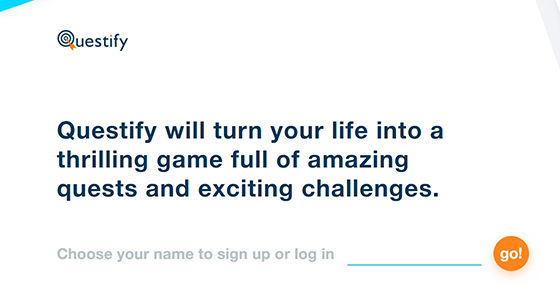 Questify
Questify will turn your life into a
thrilling game full of amazing
quests and exciting challenges.
Choose your name to sign up or log in
go!